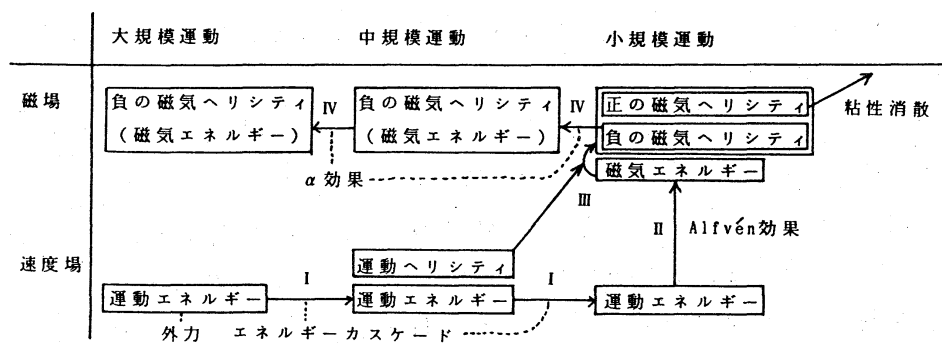 大規模運動 中規模運動 小規模運動
磁場
負の磁気ヘリシティ
(磁気エネルギー)
IV
負の磁気ヘリシティ
(磁気エネルギー)
IV
正の磁気ヘリシティ
負の磁気ヘリシティ
磁気エネルギー
粘性消散
α効果
III
II
Alfvén効果
速度場
運動ヘリシティ
運動エネルギー
I
運動エネルギー
I
運動エネルギー
外力
エネルギーカスケード